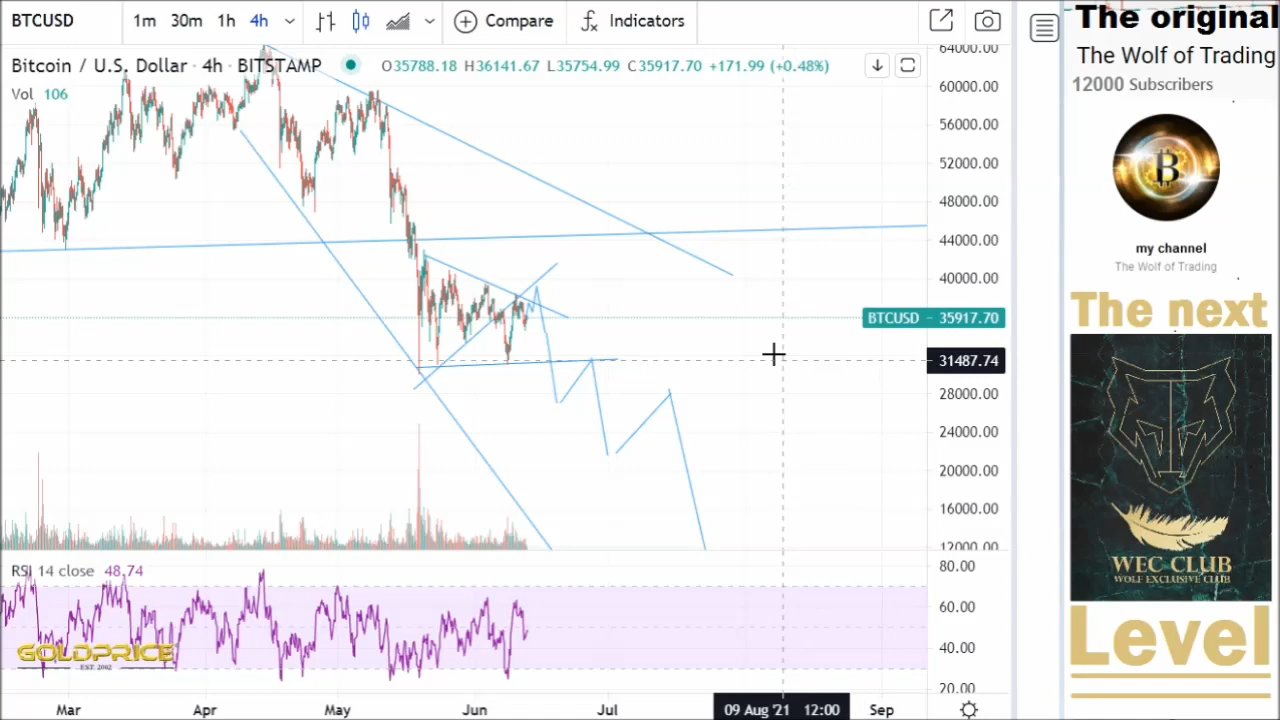 BTCUSD 1m 30m 1h 4h Compare Indicators
Bitcoin / U.S. Dollar · 4h · BITSTAMP O35788.18 H36141.67 L35754.99 C35917.70 +171.99 (+0.48%)
Vol 106
64000.00
60000.00
56000.00
52000.00
48000.00
44000.00
40000.00
BTCUSD 35917.70
31487.74
28000.00
24000.00
20000.00
16000.00
12000.00
RSI 14 close 48.74
80.00
60.00
40.00
20.00
GOLDPRICE
EST 2002
Mar Apr May Jun Jul 09 Aug '21 12:00 Sep
The original
The Wolf of Trading
12000 Subscribers
my channel
The Wolf of Trading
The next
WEC CLUB
WOLF EXCLUSIVE CLUB
Level